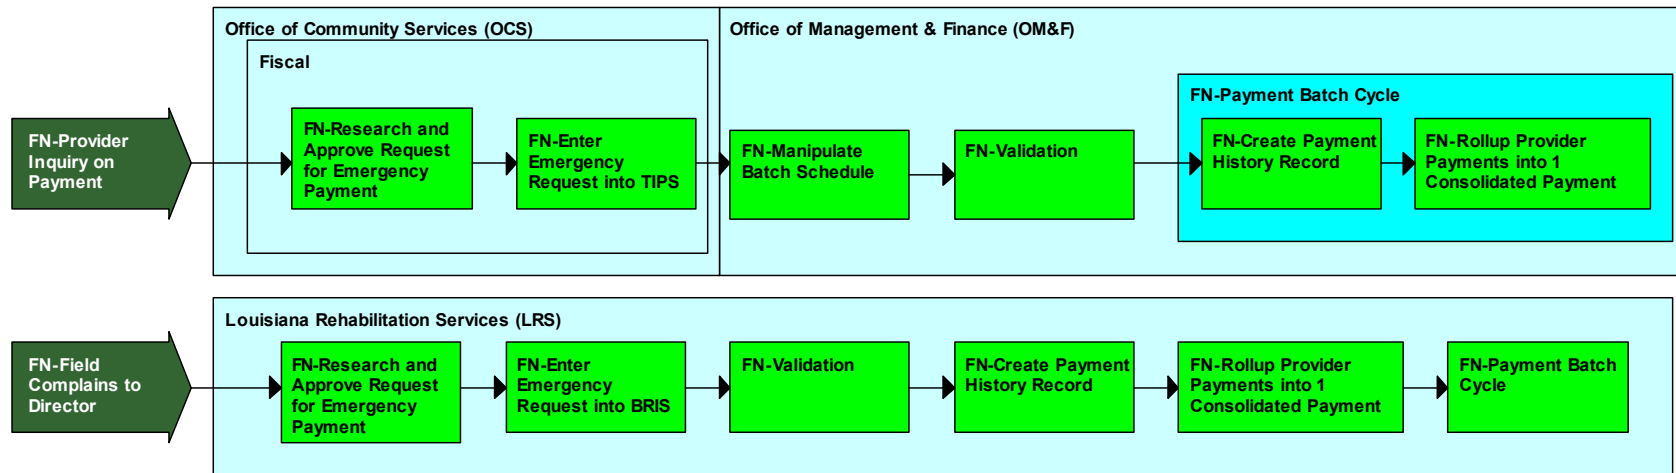 Office of Community Services (OCS)
Office of Management & Finance (OM&F)
Fiscal
FN-Provider
Inquiry on
Payment
FN-Research and
Approve Request
for Emergency
Payment
FN-Enter
Emergency
Request into TIPS
FN-Manipulate
Batch Schedule
FN-Validation
FN-Payment Batch Cycle
FN-Create Payment
History Record
FN-Rollup Provider
Payments into 1
Consolidated Payment
Louisiana Rehabilitation Services (LRS)
FN-Field
Complains to
Director
FN-Research and
Approve Request
for Emergency
Payment
FN-Enter
Emergency
Request into BRIS
FN-Validation
FN-Create Payment
History Record
FN-Rollup Provider
Payments into 1
Consolidated Payment
FN-Payment Batch
Cycle